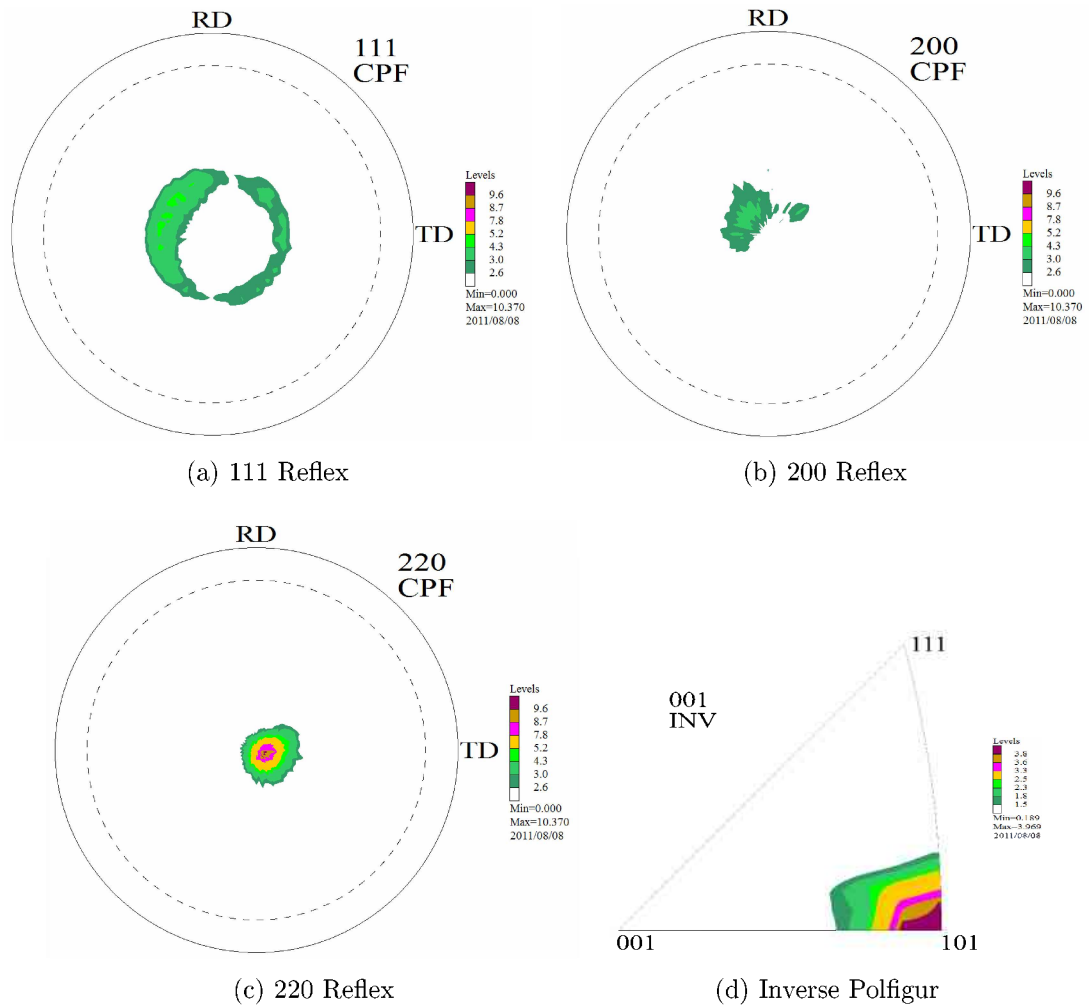 RD
111
CPF
TD
Levels
9.6
8.7
7.8
5.2
4.3
3.0
2.6
Min=0.000
Max=10.370
2011/08/08
(a) 111 Reflex
RD
200
CPF
TD
Levels
9.6
8.7
7.8
5.2
4.3
3.0
2.6
Min=0.000
Max=10.370
2011/08/08
(b) 200 Reflex
RD
220
CPF
TD
Levels
9.6
8.7
7.8
5.2
4.3
3.0
2.6
Min=0.000
Max=10.370
2011/08/08
(c) 220 Reflex
111
001
INV
Levels
3.8
3.6
3.3
2.5
2.3
1.8
1.5
Min=0.189
Max=3.969
2011/08/08
001
101
(d) Inverse Polfigur